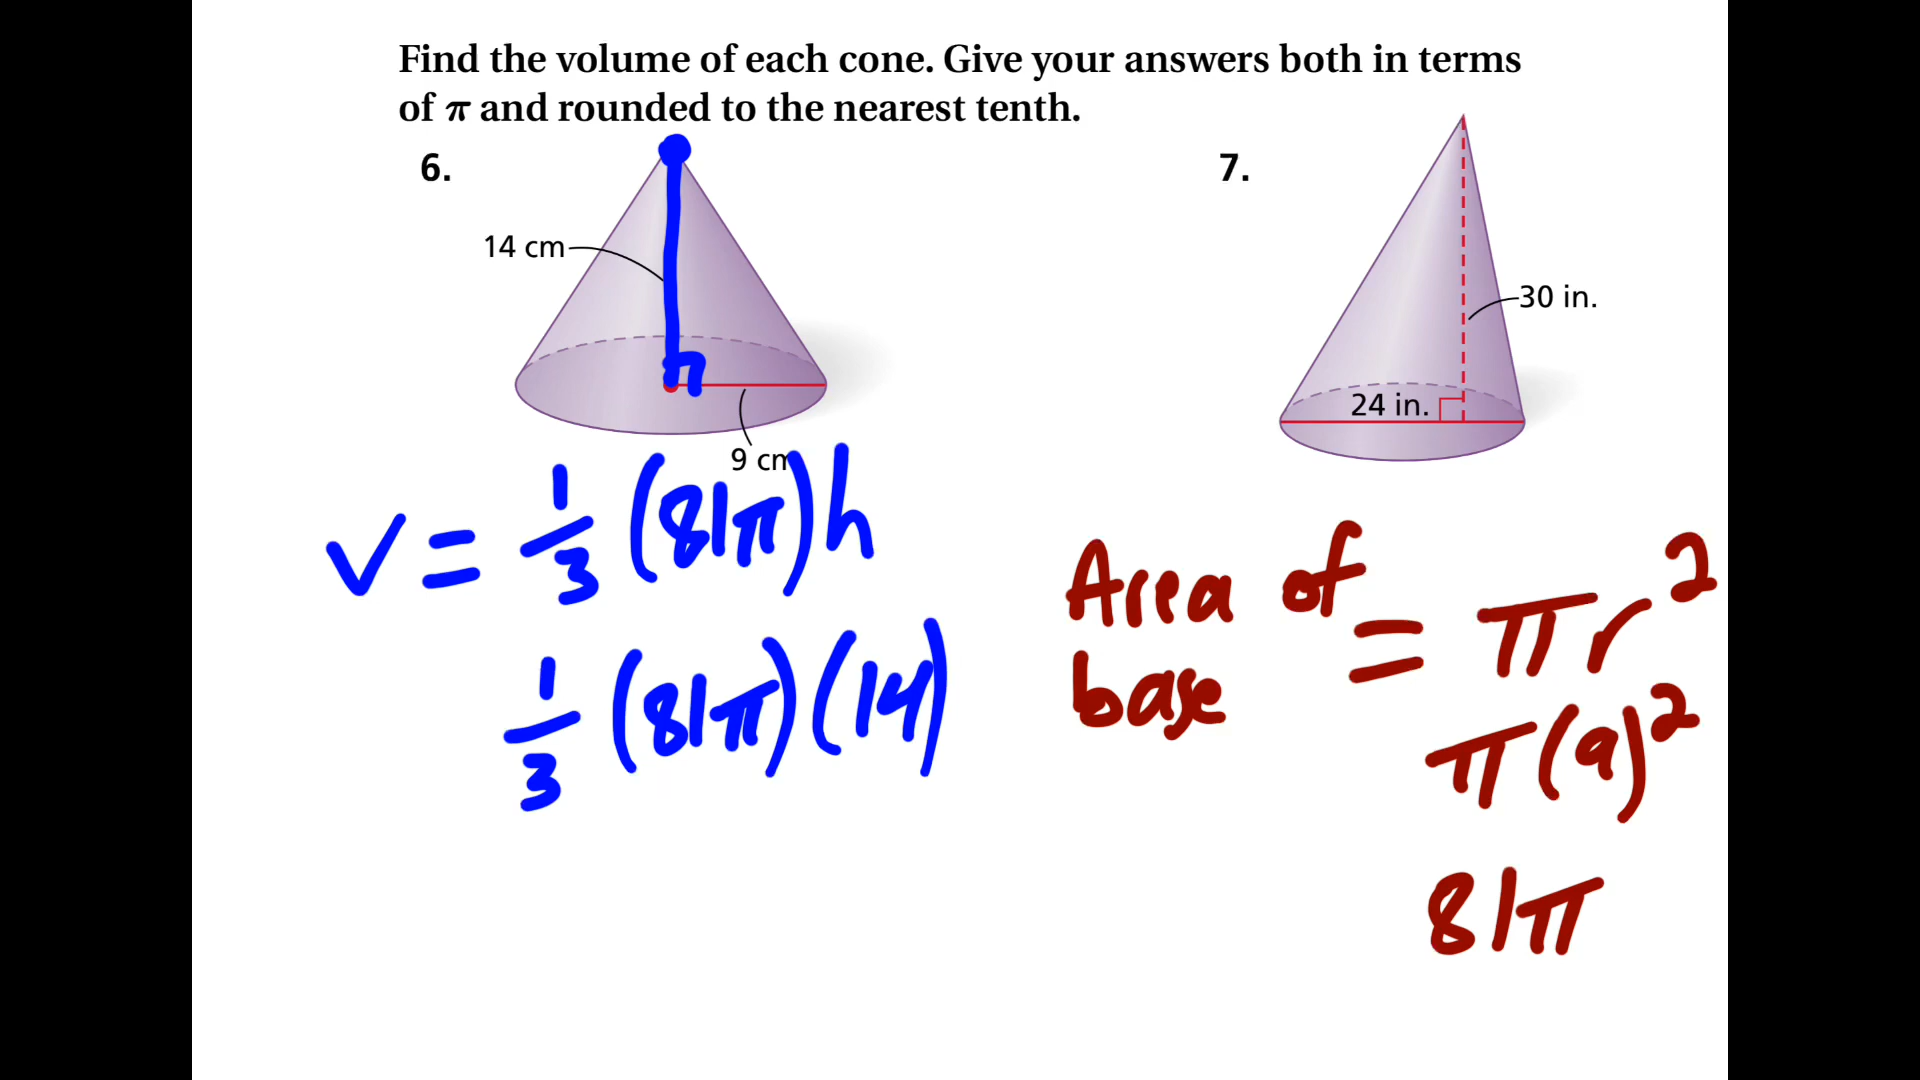 Find the volume of each cone. Give your answers both in terms
of π and rounded to the nearest tenth.
6.
14 cm
9 cm
7.
30 in.
24 in.
V = 1/3 (81π)h
1/3 (81π)(14)
Area of base = πr²
π(9)²
81π